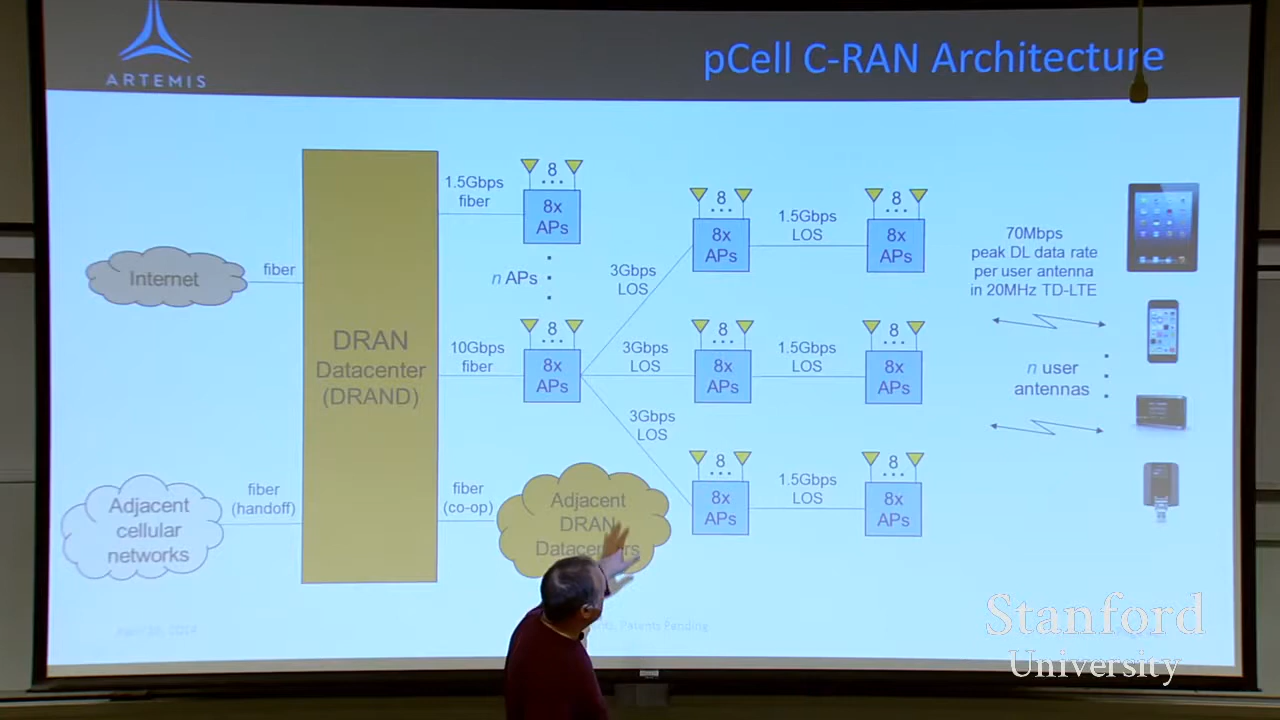 ARTEMIS
pCell C-RAN Architecture
Internet
fiber
Adjacent
cellular
networks
fiber
(handoff)
DRAN
Datacenter
(DRAND)
1.5Gbps
fiber
8
8x
APs
n APs
10Gbps
fiber
8
8x
APs
fiber
(co-op)
Adjacent
DRAN
Datacenters
3Gbps
LOS
3Gbps
LOS
3Gbps
LOS
8
8x
APs
1.5Gbps
LOS
8
8x
APs
8
8x
APs
1.5Gbps
LOS
8
8x
APs
8
8x
APs
1.5Gbps
LOS
8
8x
APs
70Mbps
peak DL data rate
per user antenna
in 20MHz TD-LTE
n user
antennas
Patents Pending
Stanford
University